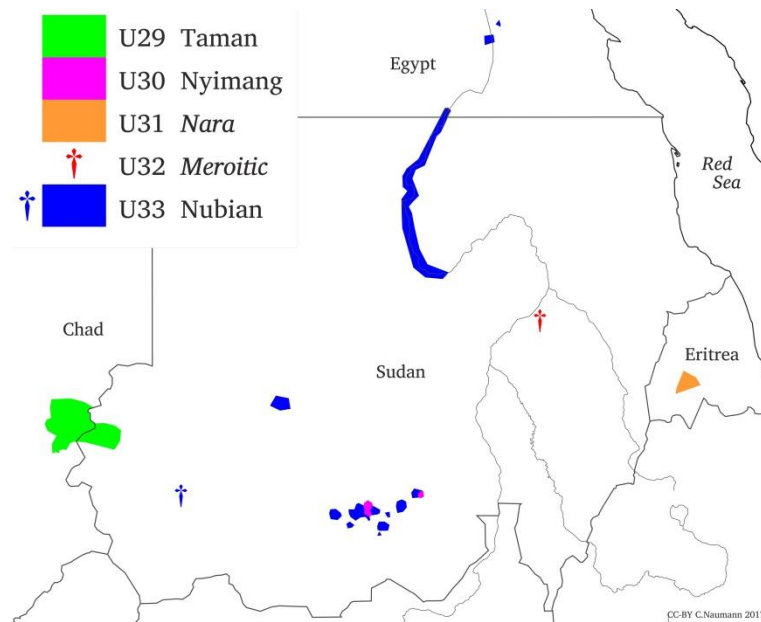 U29 Taman
U30 Nyimang
U31 Nara
† U32 Meroitic
† U33 Nubian
Egypt
Red
Sea
Chad
Sudan
Eritrea
†
†
CC-BY C.Naumann 2017